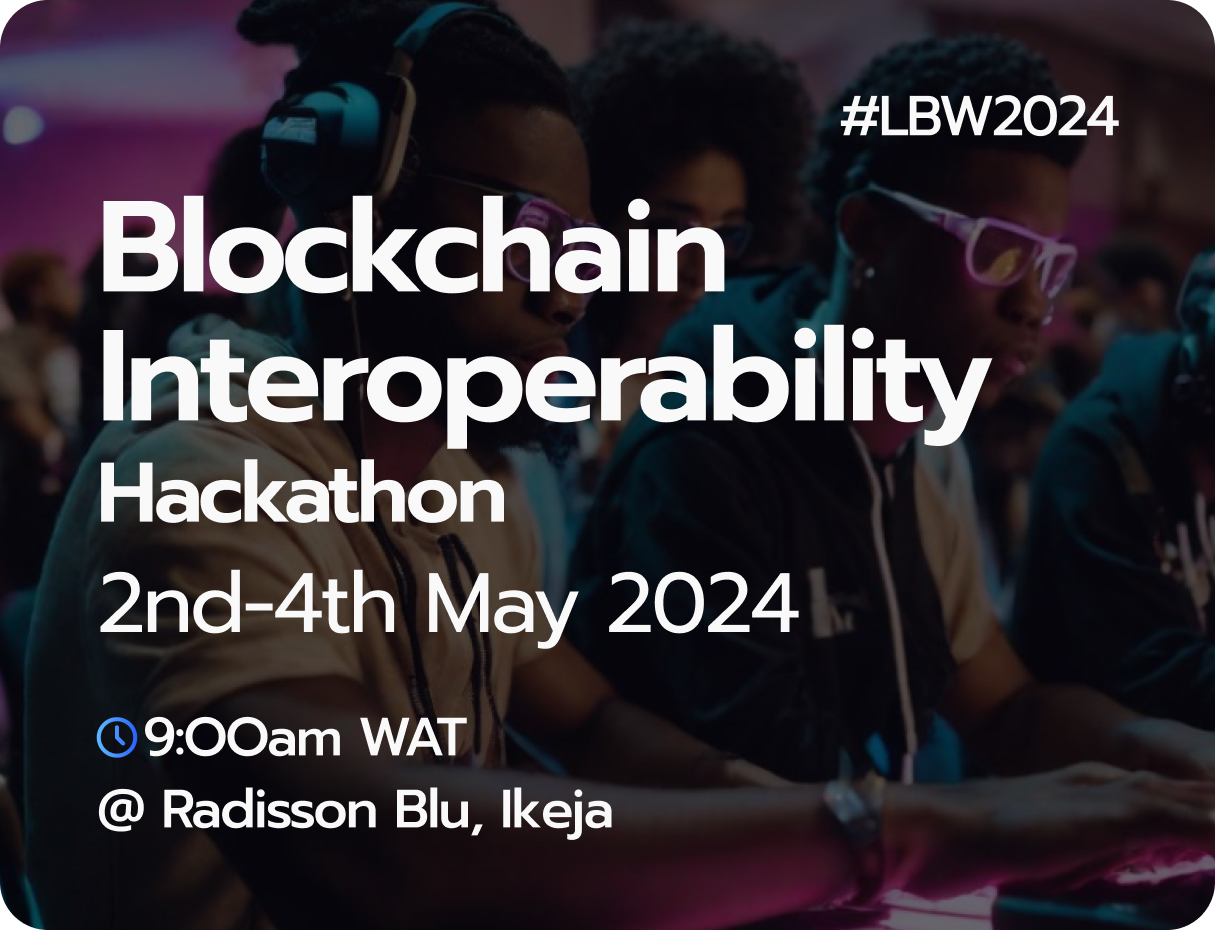 #LBW2024
Blockchain
Interoperability
Hackathon
2nd-4th May 2024
9:00am WAT
@ Radisson Blu, Ikeja